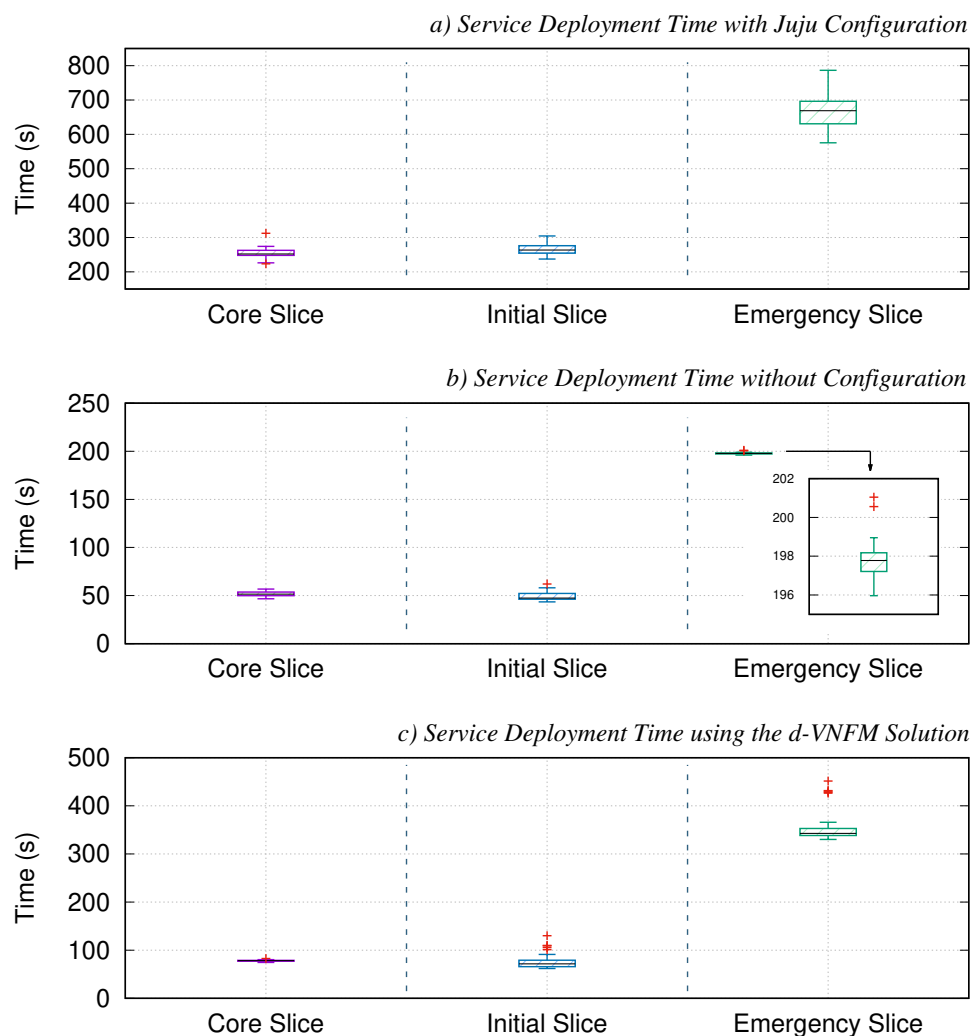 a) Service Deployment Time with Juju Configuration
800
700
600
500
400
300
200
Time (s)
Core Slice Initial Slice Emergency Slice
b) Service Deployment Time without Configuration
250
200
150
100
50
0
Time (s)
202
200
198
196
Core Slice Initial Slice Emergency Slice
c) Service Deployment Time using the d-VNFM Solution
500
400
300
200
100
0
Time (s)
Core Slice Initial Slice Emergency Slice